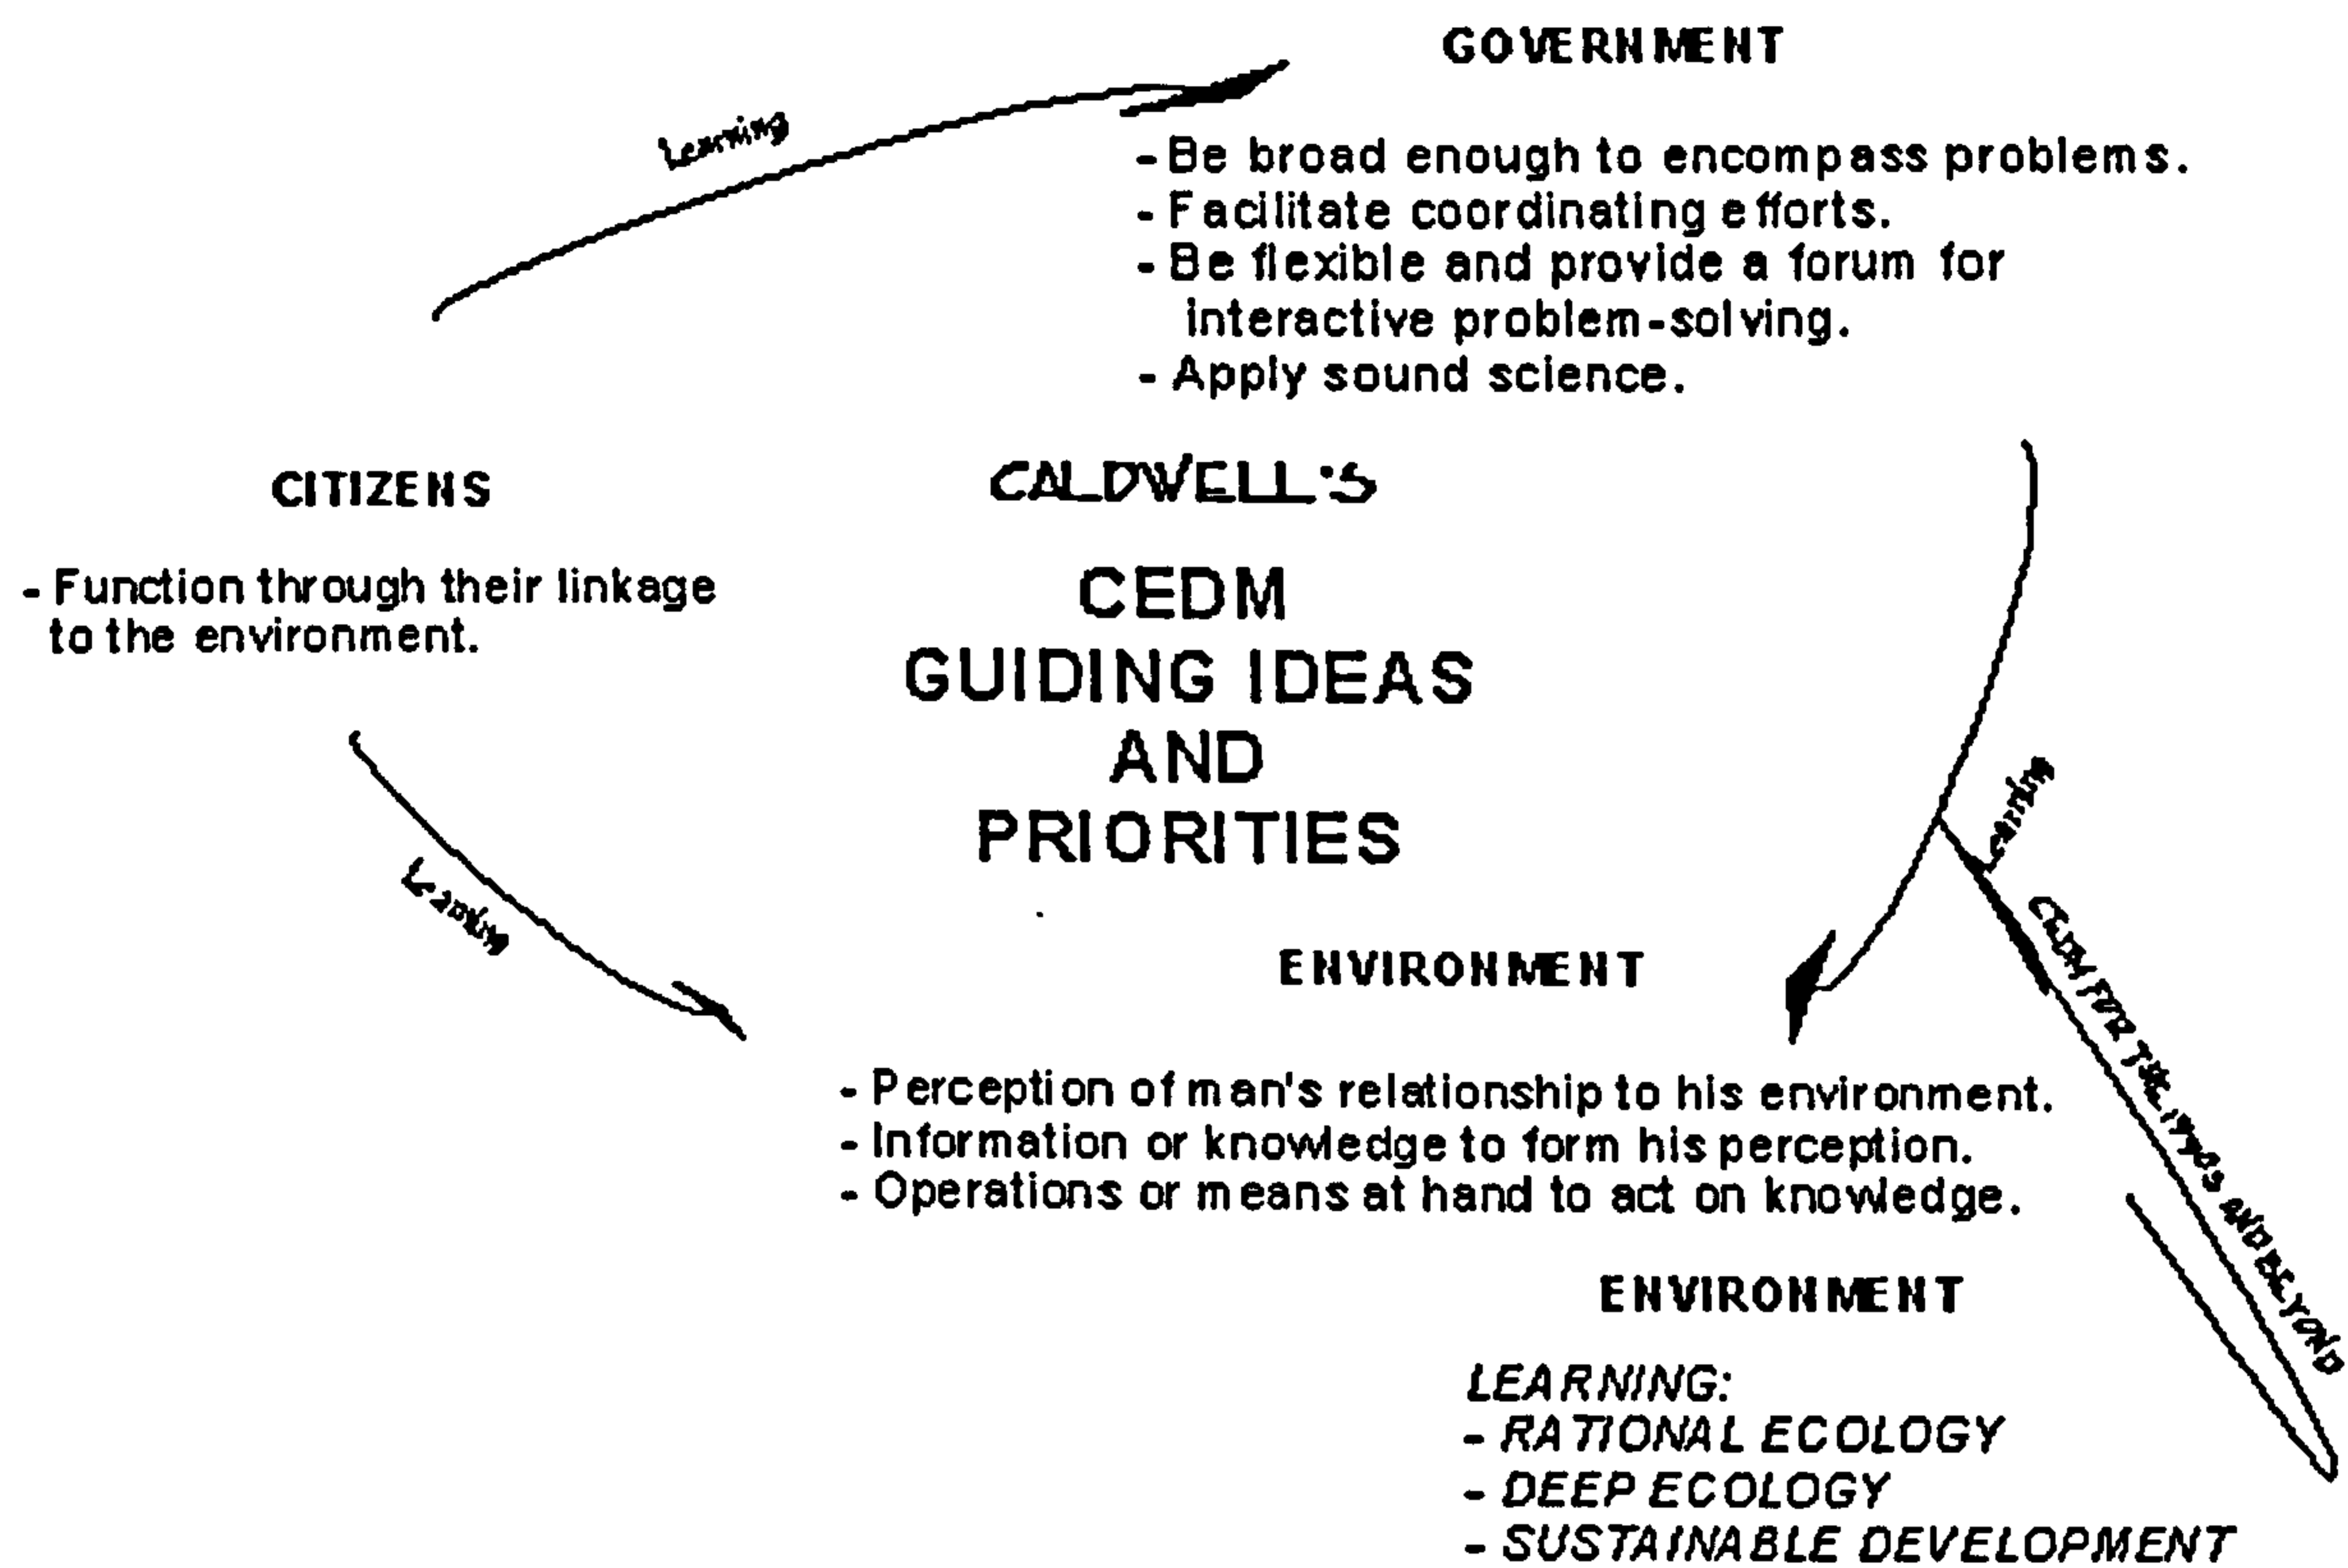 GOVERNMENT
Learning
- Be broad enough to encompass problems.
- Facilitate coordinating efforts.
- Be flexible and provide a forum for
interactive problem-solving.
- Apply sound science.
CITIZENS
- Function through their linkage
to the environment.
CALDWELL'S
CEDM
GUIDING IDEAS
AND
PRIORITIES
Learning
Learning
THE 1990S AND BEYOND
ENVIRONMENT
- Perception of man's relationship to his environment.
- Information or knowledge to form his perception.
- Operations or means at hand to act on knowledge.
ENVIRONMENT
LEARNING:
- RATIONAL ECOLOGY
- DEEP ECOLOGY
- SUSTAINABLE DEVELOPMENT